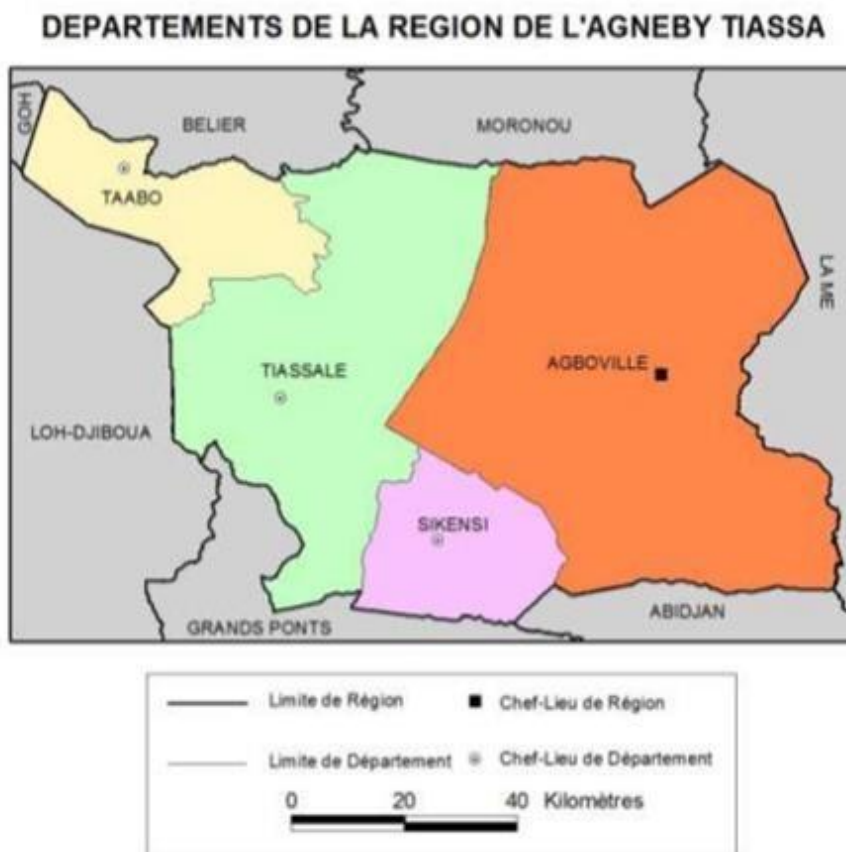 DEPARTEMENTS DE LA REGION DE L'AGNEBY TIASSA
GOH
BELIER
MORONOU
TAABO
LA ME
AGBOVILLE
TIASSALE
LOH-DJIBOUA
SIKENSI
ABIDJAN
GRANDS PONTS
Limite de Région
Chef-Lieu de Région
Limite de Département
Chef-Lieu de Département
0 20 40 Kilomètres